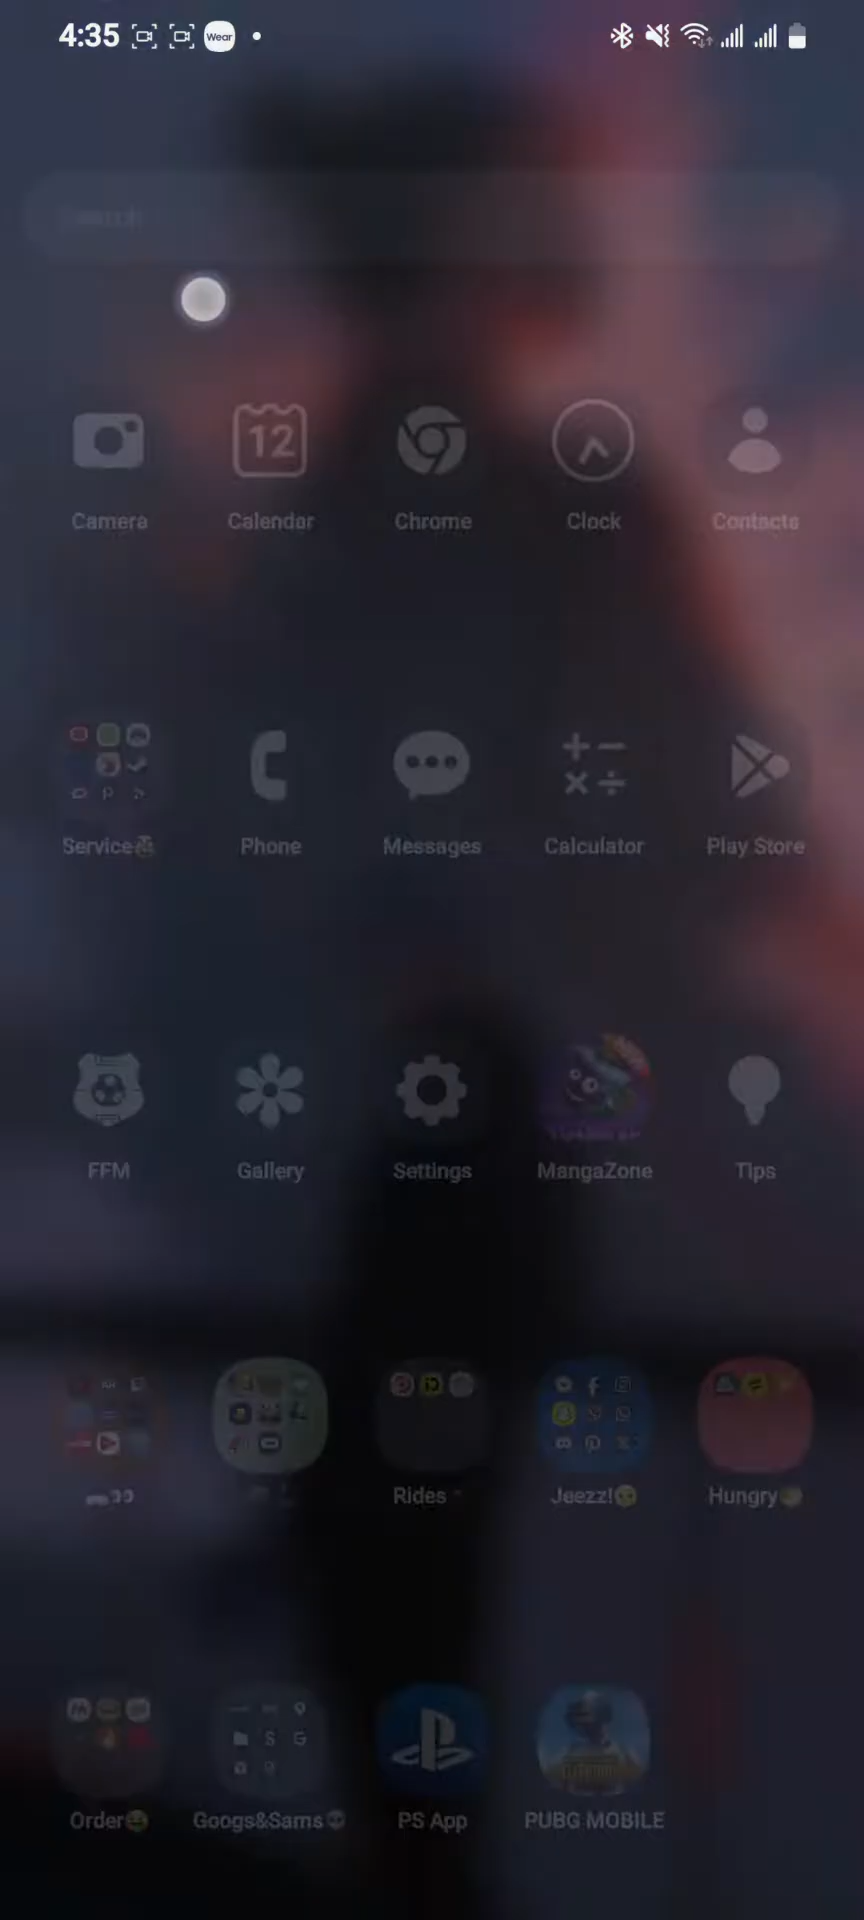 4:35 Wear
Search
12
Camera Calendar Chrome Clock Contacts
Service Phone Messages Calculator Play Store
FFM Gallery Settings MangaZone Tips
Rides Jeezz!😏 Hungry
Order😂 Googs&Sams PS App PUBG MOBILE